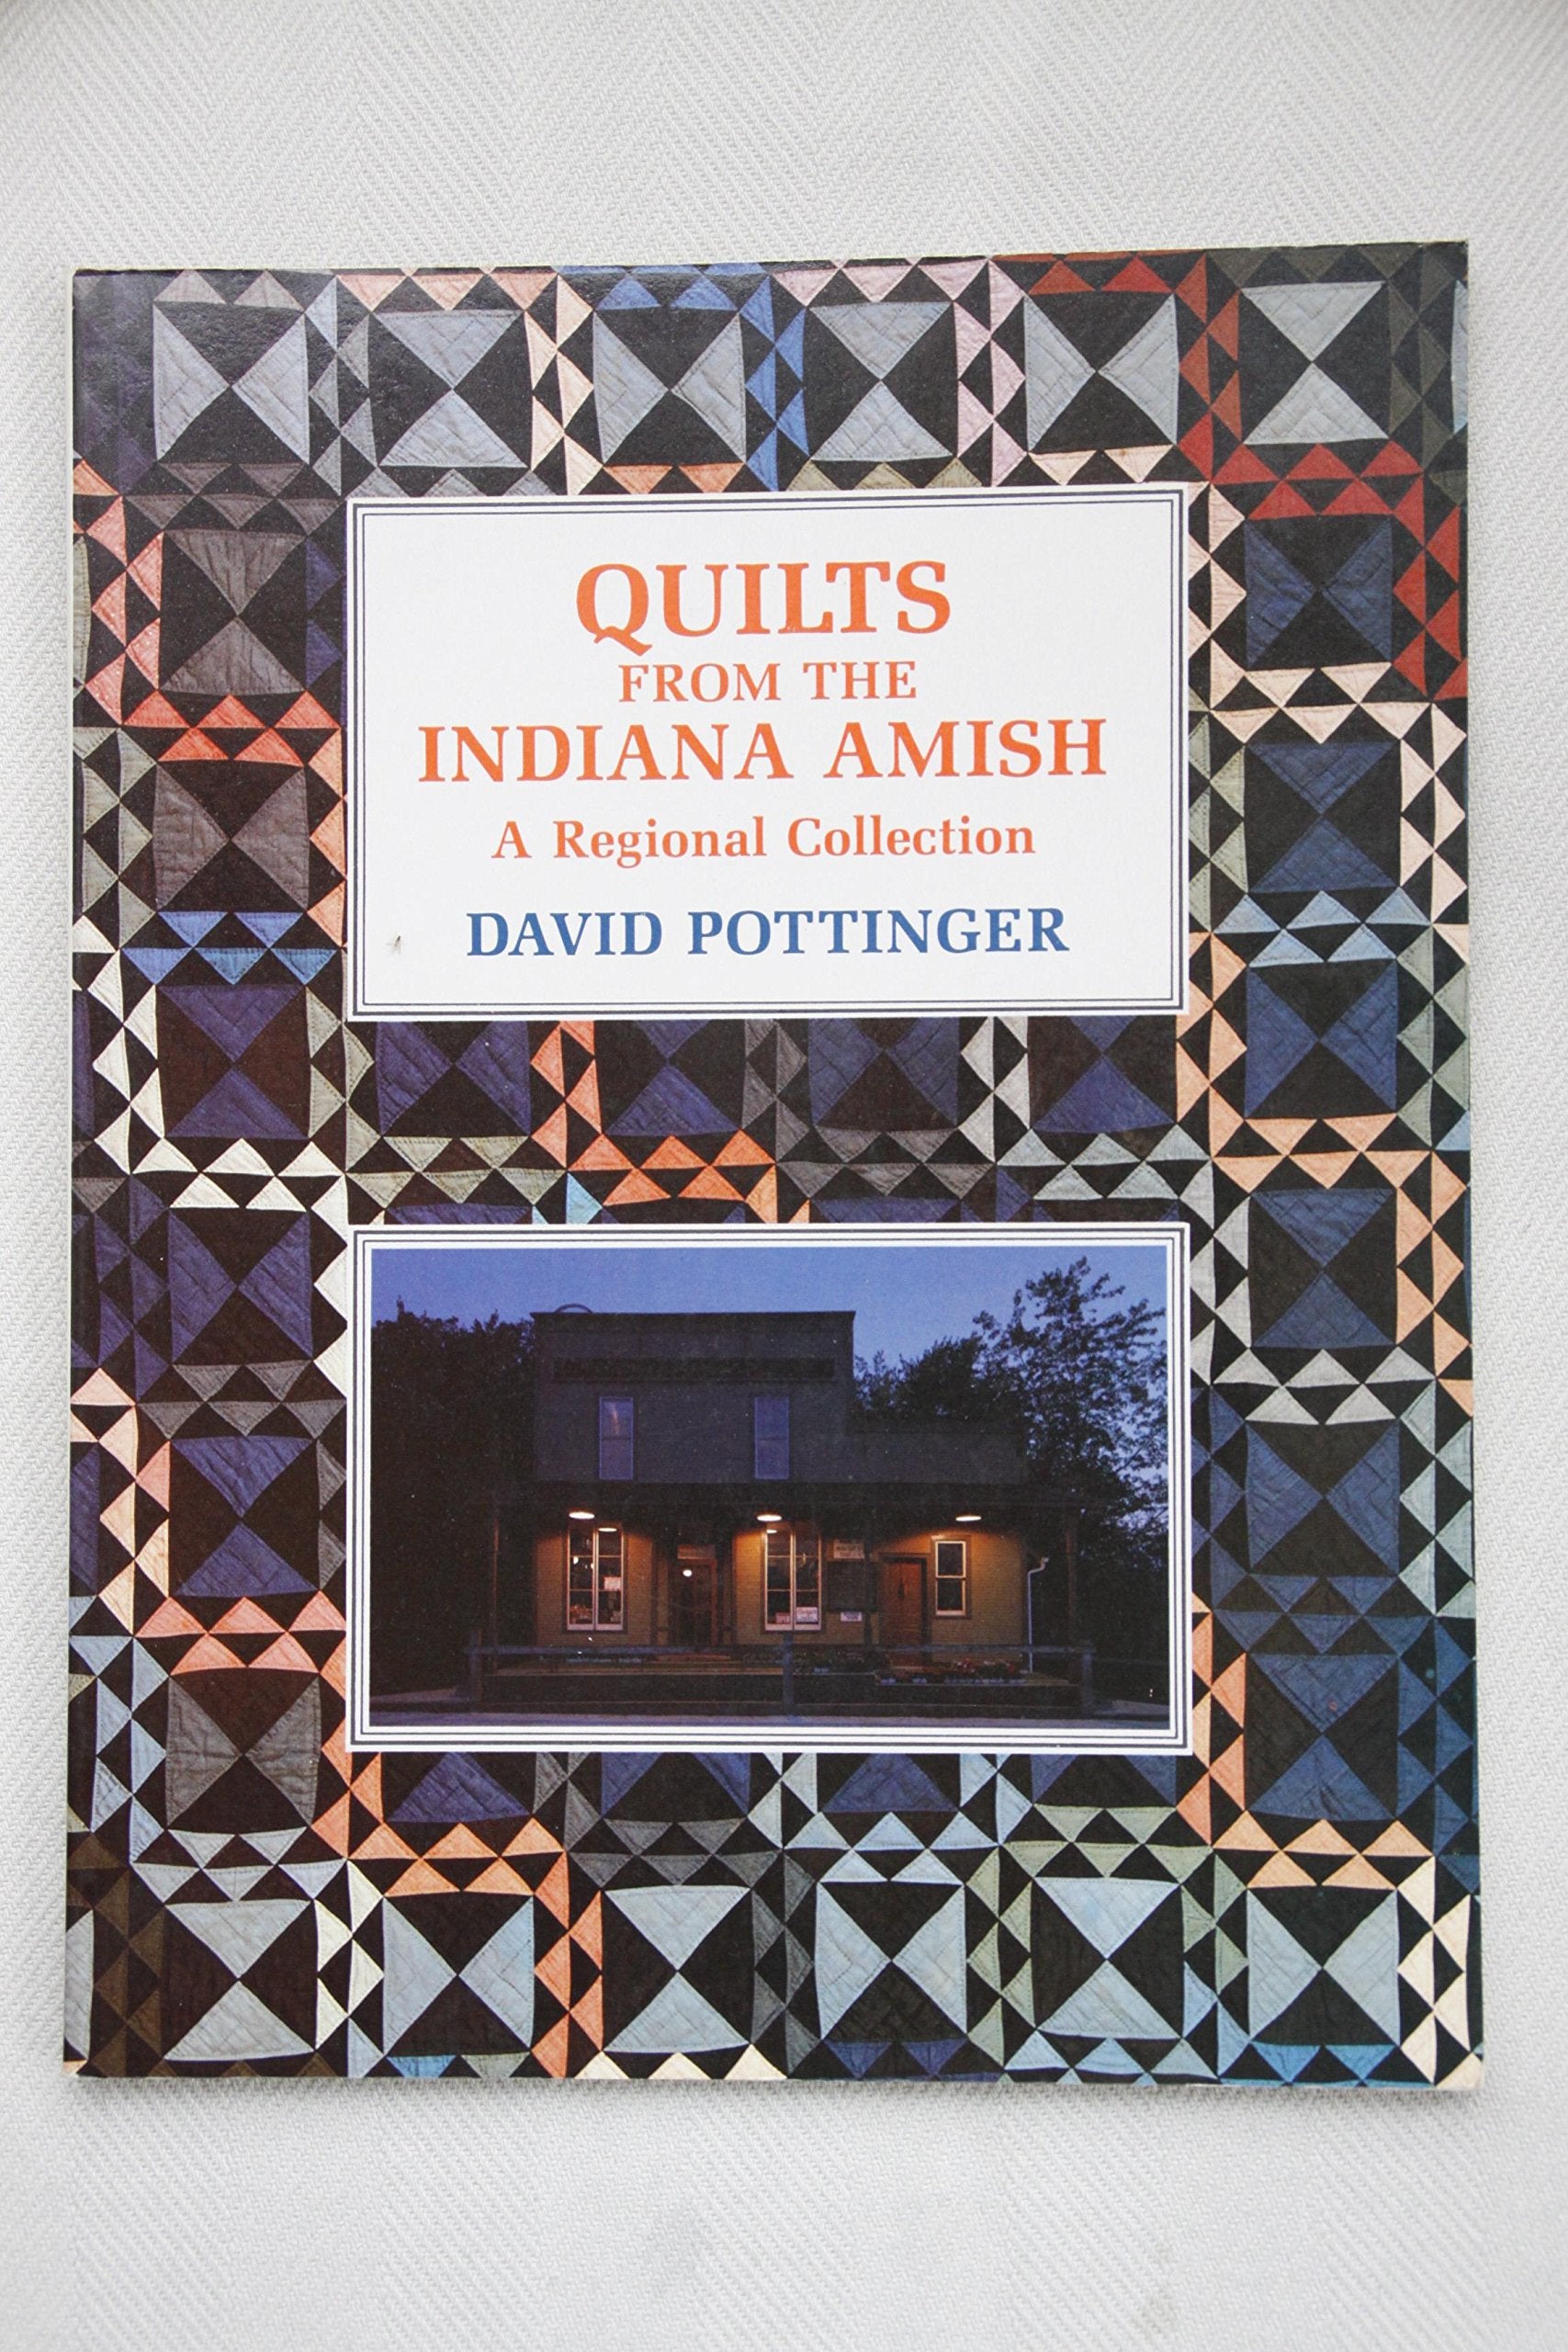 QUILTS
FROM THE
INDIANA AMISH
A Regional Collection
DAVID POTTINGER